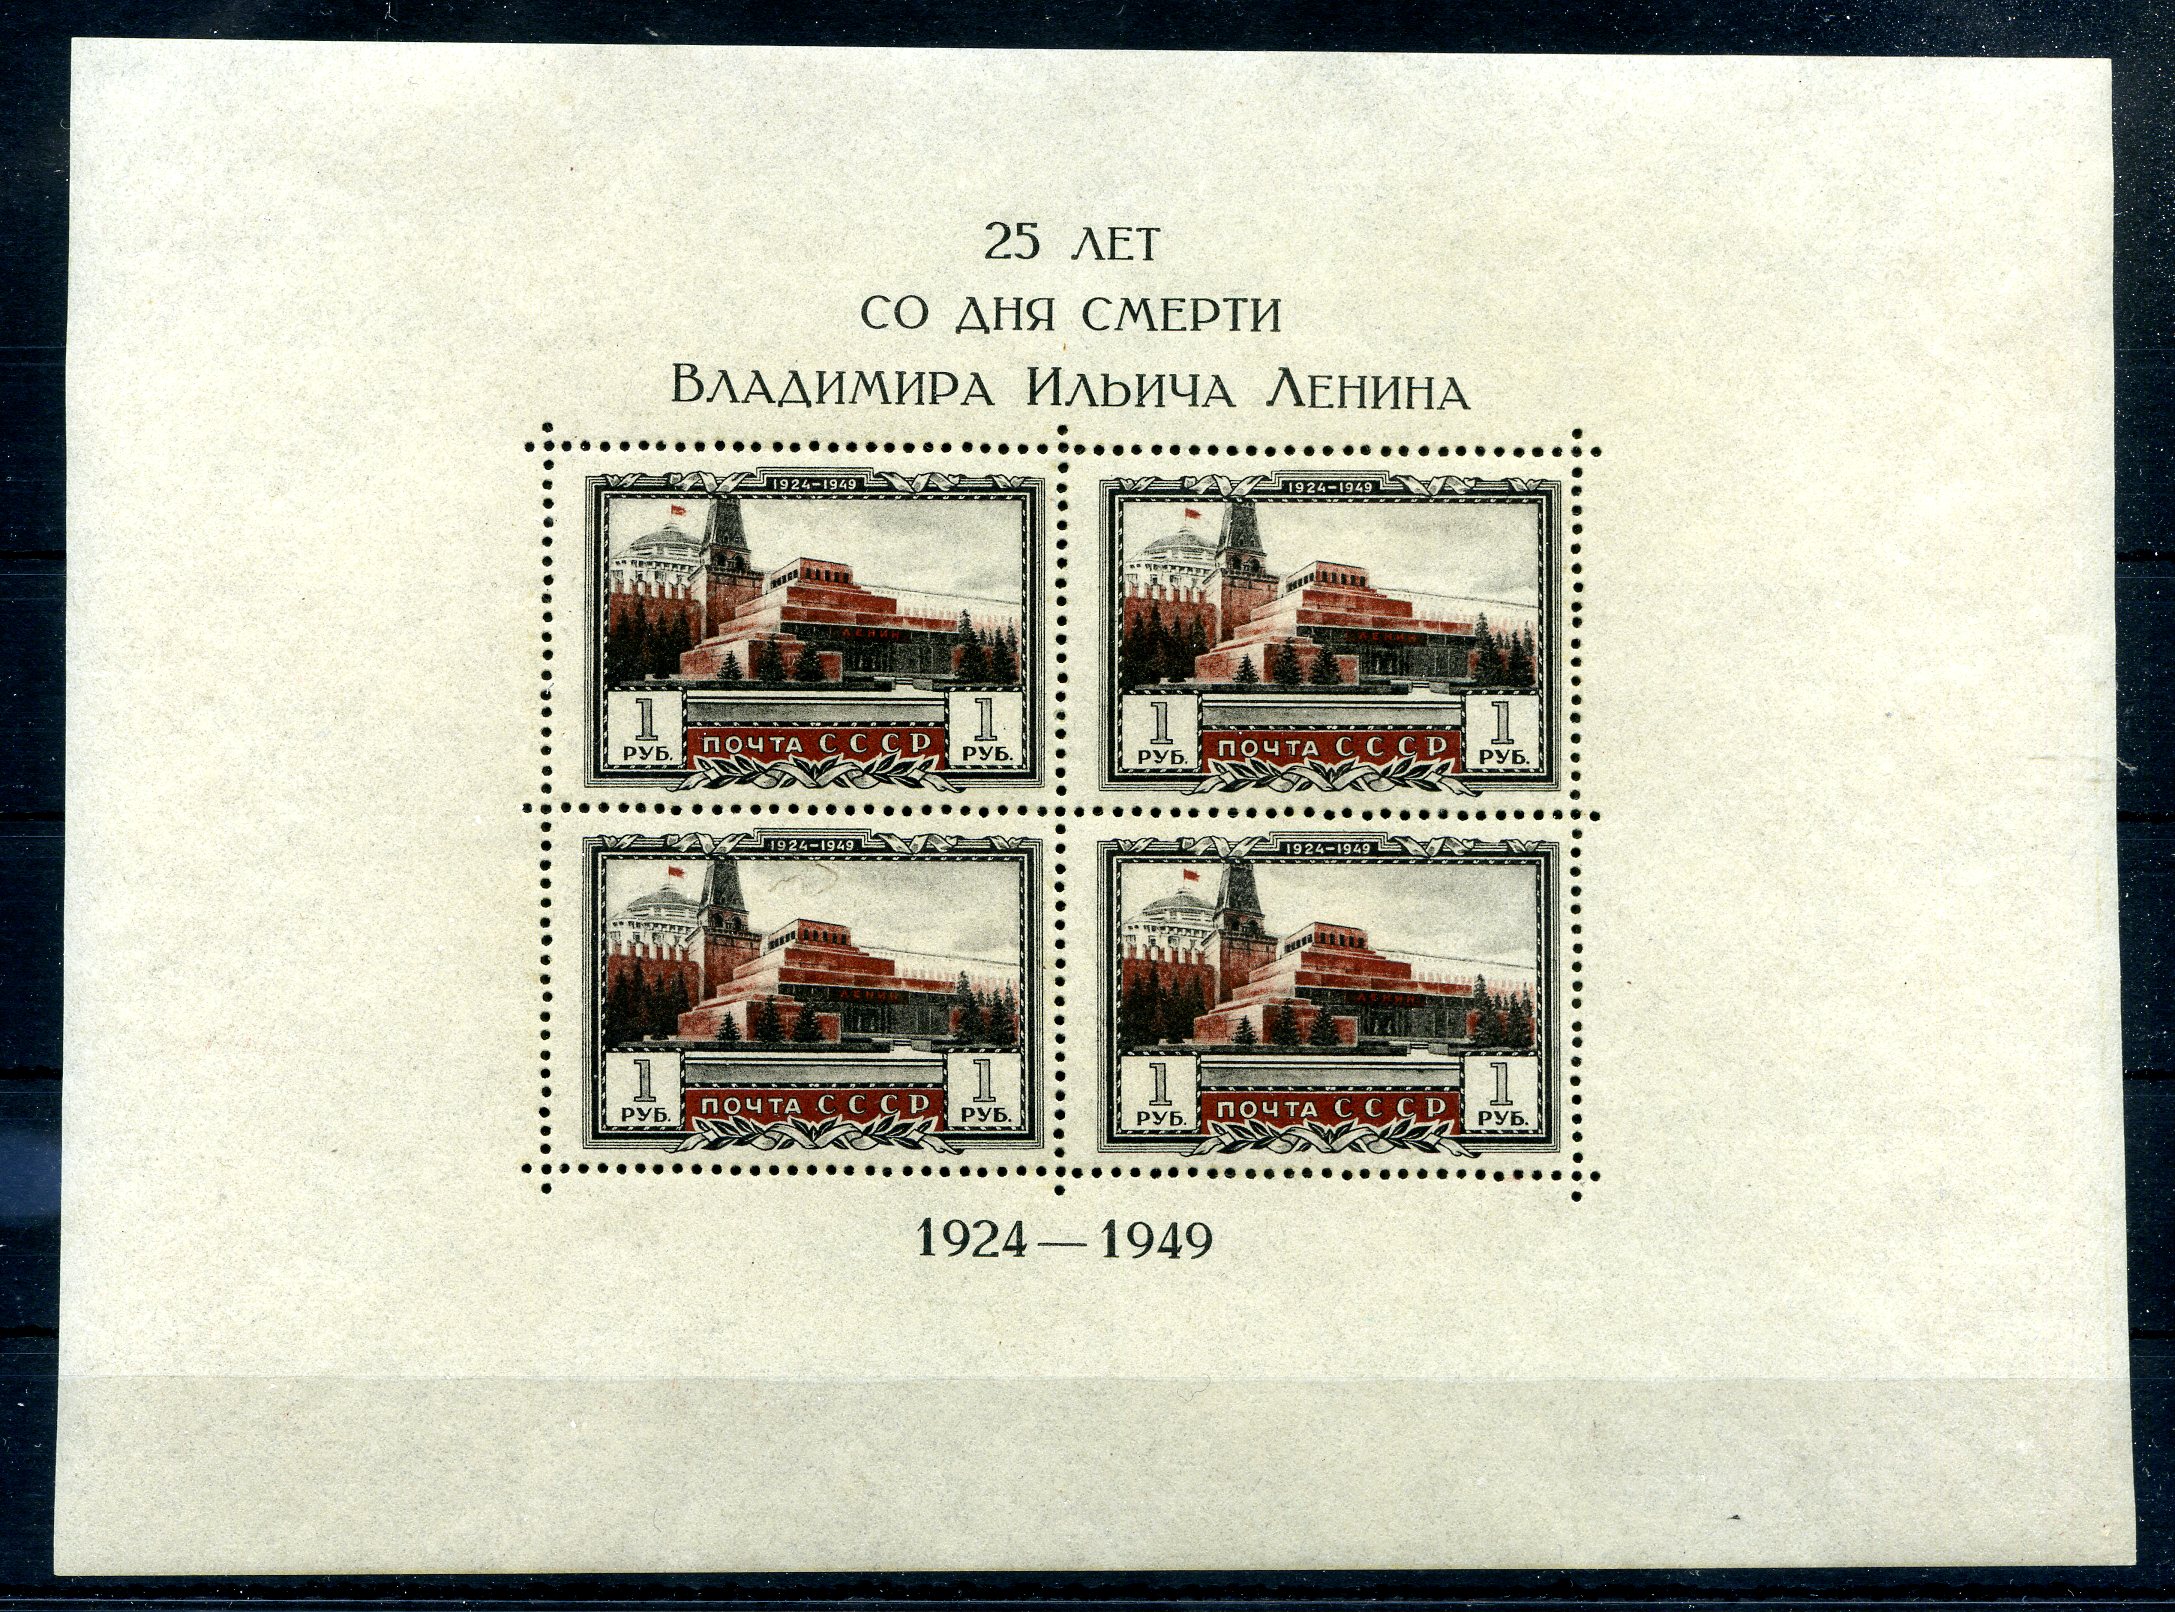 25 ЛЕТ
СО ДНЯ СМЕРТИ
ВЛАДИМИРА ИЛЬИЧА ЛЕНИНА
1924-1949
ЛЕНИН
1 РУБ.
ПОЧТА СССР
1 РУБ.
1924-1949
ЛЕНИН
1 РУБ.
ПОЧТА СССР
1 РУБ.
1924-1949
ЛЕНИН
1 РУБ.
ПОЧТА СССР
1 РУБ.
1924-1949
ЛЕНИН
1 РУБ.
ПОЧТА СССР
1 РУБ.
1924—1949